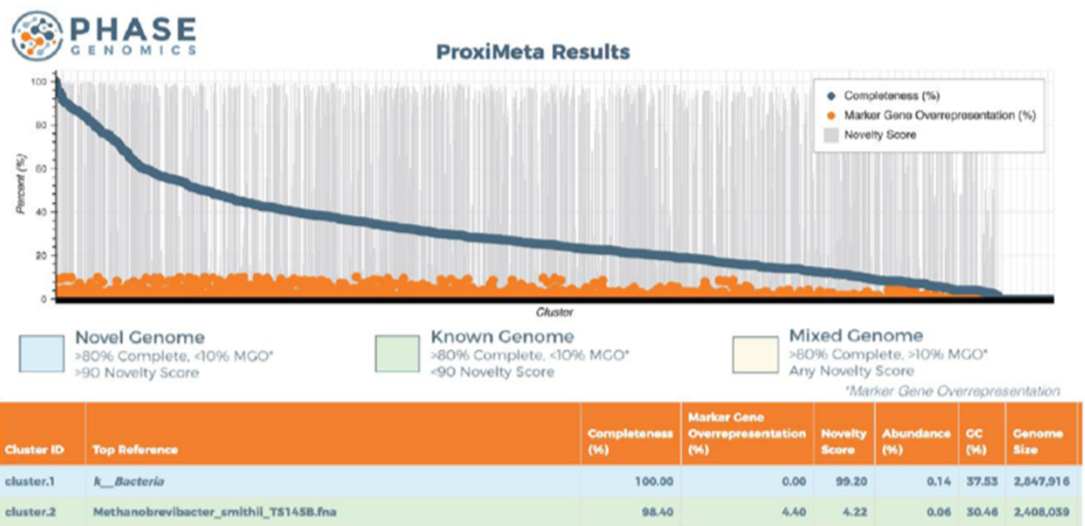 PHASE
GENOMICS
ProxiMeta Results
100
80
60
40
20
0
Percent (%)
Completeness (%)
Marker Gene Overrepresentation (%)
Novelty Score
Cluster
Novel Genome
>80% Complete, <10% MGO*
>90 Novelty Score
Known Genome
>80% Complete, <10% MGO*
<90 Novelty Score
Mixed Genome
>80% Complete, >10% MGO*
Any Novelty Score
*Marker Gene Overrepresentation
Cluster ID Top Reference Completeness (%) Marker Gene Overrepresentation (%) Novelty Score Abundance (%) GC (%) Genome Size
cluster.1 k__Bacteria 100.00 0.00 99.20 0.14 37.53 2,847,916
cluster.2 Methanobrevibacter_smithii_TS145B.fna 98.40 4.40 4.22 0.06 30.46 2,408,039